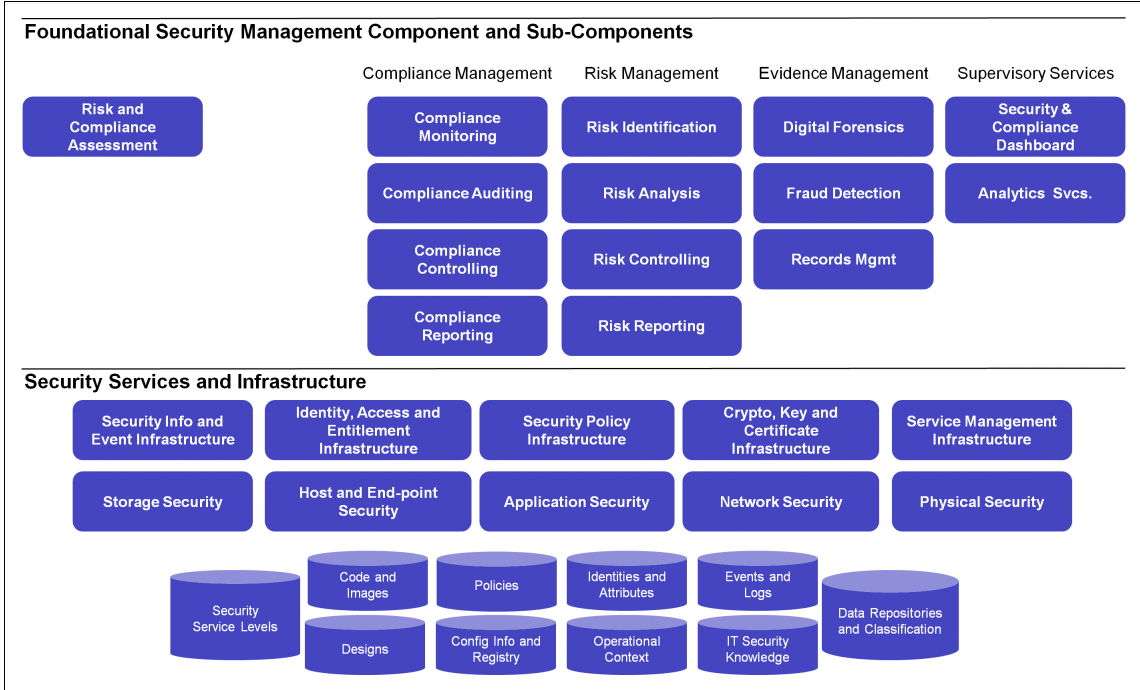 Foundational Security Management Component and Sub-Components
Compliance Management
Risk Management
Evidence Management
Supervisory Services
Risk and
Compliance
Assessment
Compliance
Monitoring
Risk Identification
Digital Forensics
Security &
Compliance
Dashboard
Compliance Auditing
Risk Analysis
Fraud Detection
Analytics Svcs.
Compliance
Controlling
Risk Controlling
Records Mgmt
Compliance
Reporting
Risk Reporting
Security Services and Infrastructure
Security Info and
Event Infrastructure
Identity, Access and
Entitlement
Infrastructure
Security Policy
Infrastructure
Crypto, Key and
Certificate
Infrastructure
Service Management
Infrastructure
Storage Security
Host and End-point
Security
Application Security
Network Security
Physical Security
Security
Service Levels
Code and
Images
Policies
Identities and
Attributes
Events and
Logs
Data Repositories
and Classification
Designs
Config Info and
Registry
Operational
Context
IT Security
Knowledge